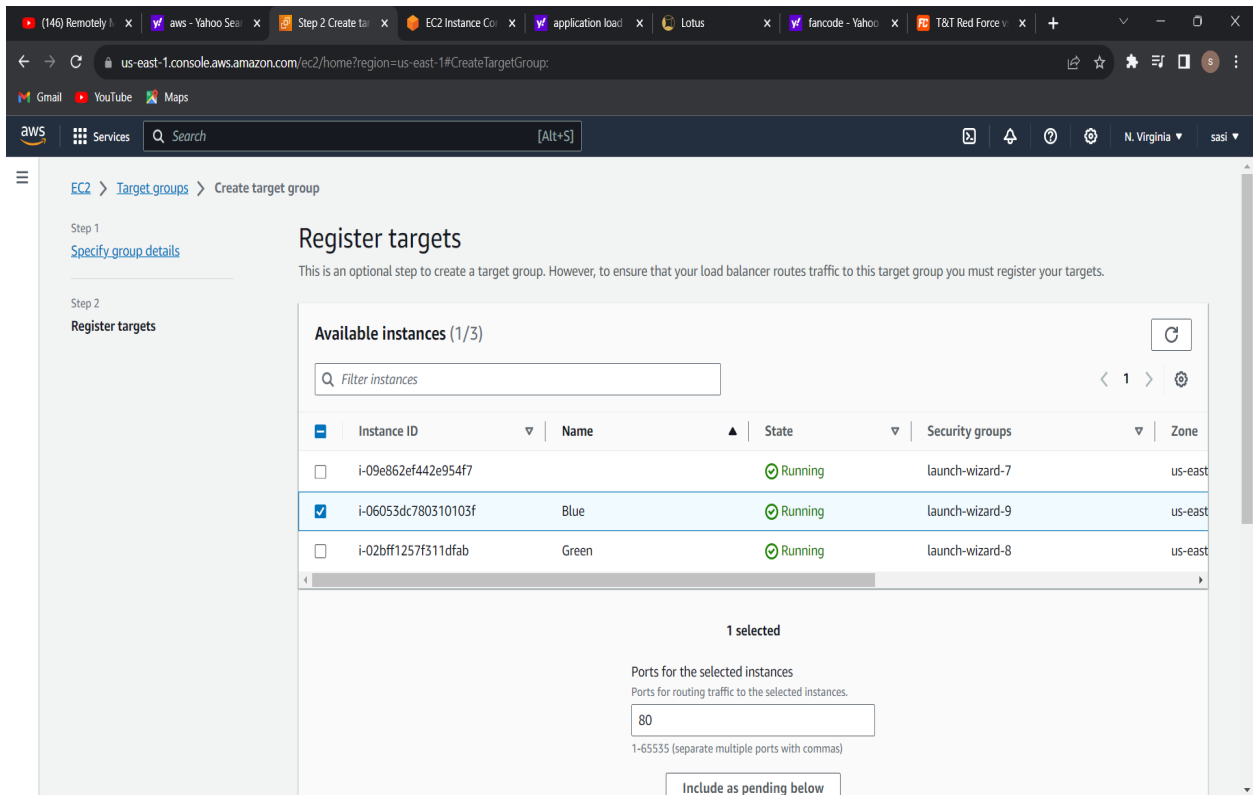 (146) Remotely M
aws - Yahoo Sear
Step 2 Create tar
EC2 Instance Cor
application load
Lotus
fancode - Yahoo
T&T Red Force v
us-east-1.console.aws.amazon.com/ec2/home?region=us-east-1#CreateTargetGroup:
S
Gmail YouTube Maps
aws Services Search [Alt+S] N. Virginia sasi
EC2 > Target groups > Create target group
Step 1
Specify group details
Step 2
Register targets
Register targets
This is an optional step to create a target group. However, to ensure that your load balancer routes traffic to this target group you must register your targets.
Available instances (1/3)
Filter instances
1
Instance ID Name State Security groups Zone
i-09e862ef442e954f7 Running launch-wizard-7 us-east
i-06053dc780310103f Blue Running launch-wizard-9 us-east
i-02bff1257f311dfab Green Running launch-wizard-8 us-east
1 selected
Ports for the selected instances
Ports for routing traffic to the selected instances.
80
1-65535 (separate multiple ports with commas)
Include as pending below